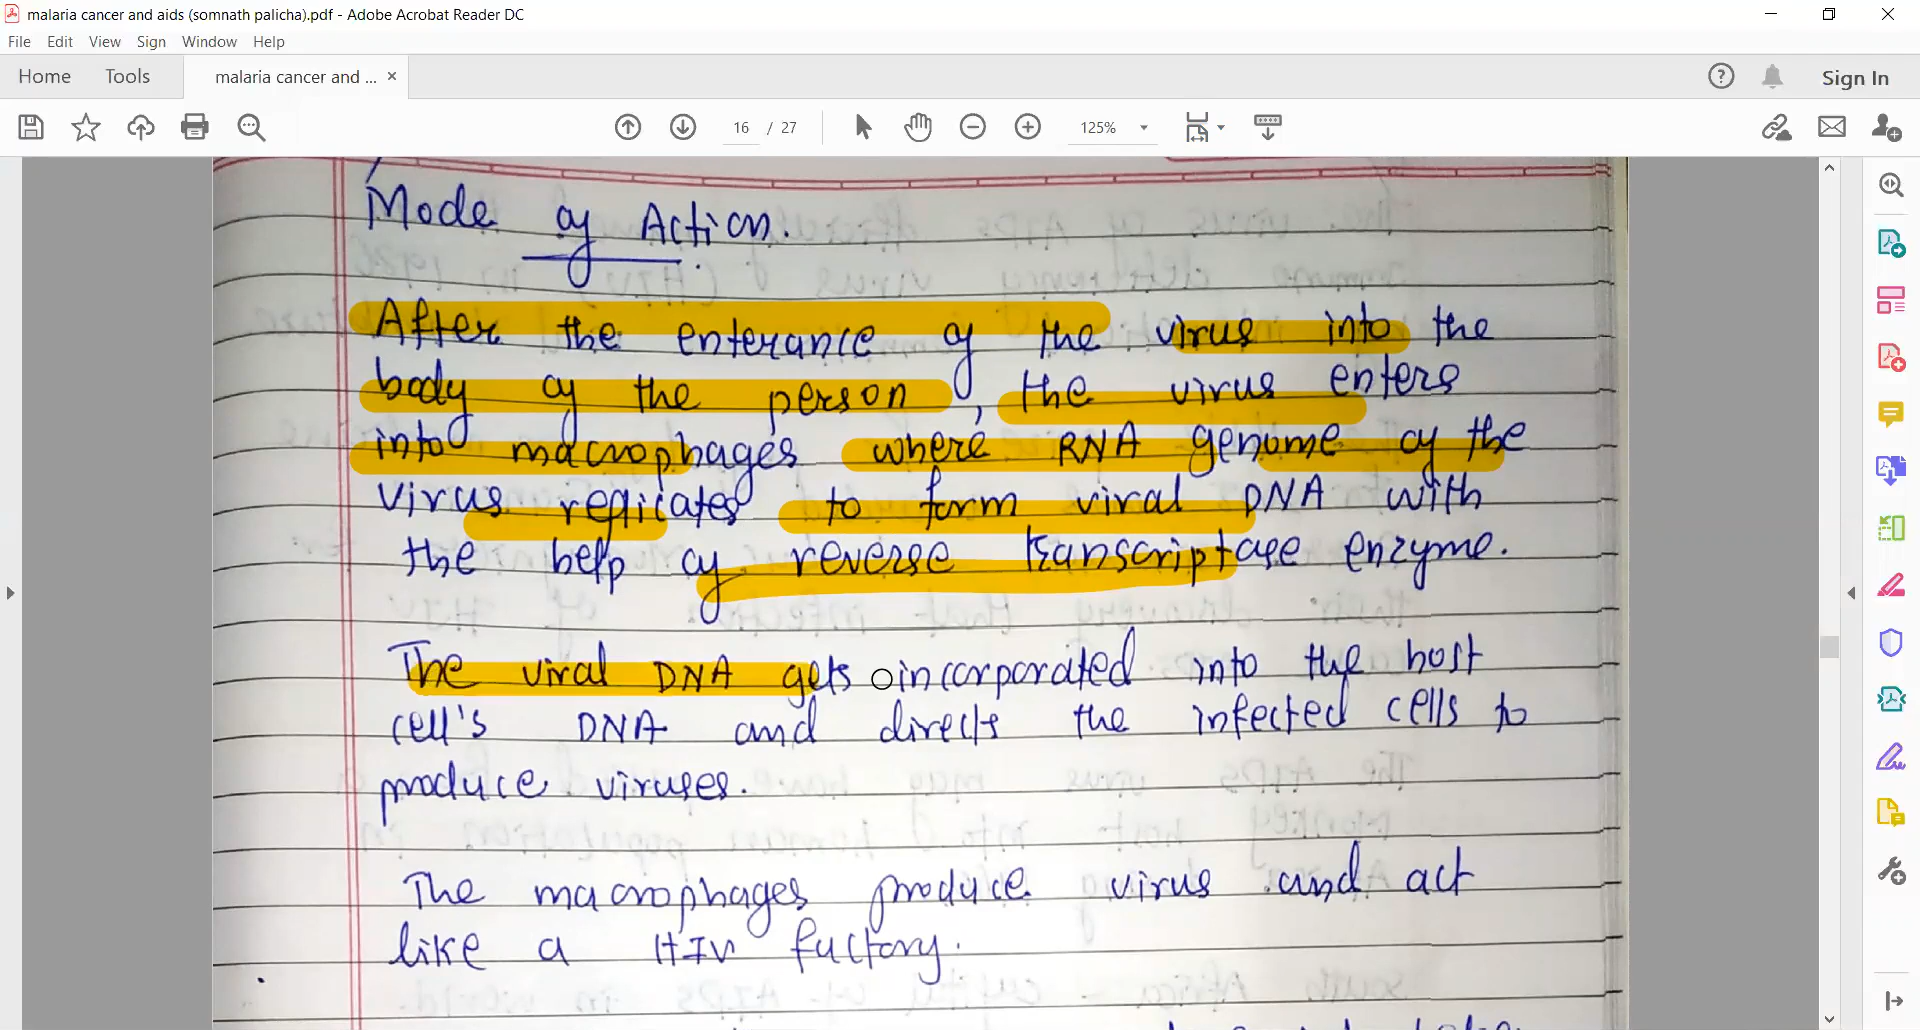 malaria cancer and aids (somnath palicha).pdf - Adobe Acrobat Reader DC
File Edit View Sign Window Help
Home Tools malaria cancer and ... × Sign In
16 / 27 125%
Mode of Action.
After the enterance of the virus into the
body of the person, the virus enters
into macrophages where RNA genome of the
virus replicates to form viral DNA with
the help of reverse transcriptase enzyme.
The viral DNA gets incorporated into the host
cell's DNA and directs the infected cells to
produce viruses.
The macrophages produce virus and act
like a HIV factory.